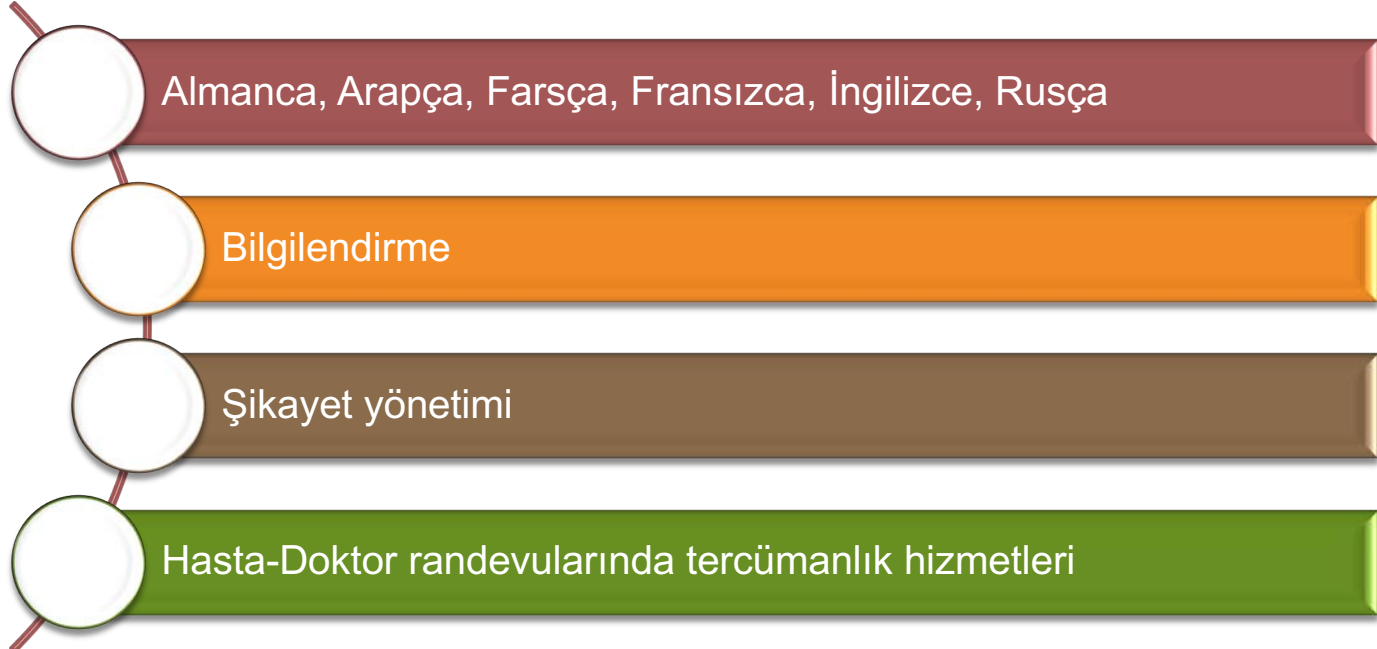 Almanca, Arapça, Farsça, Fransızca, İngilizce, Rusça
Bilgilendirme
Şikayet yönetimi
Hasta-Doktor randevularında tercümanlık hizmetleri